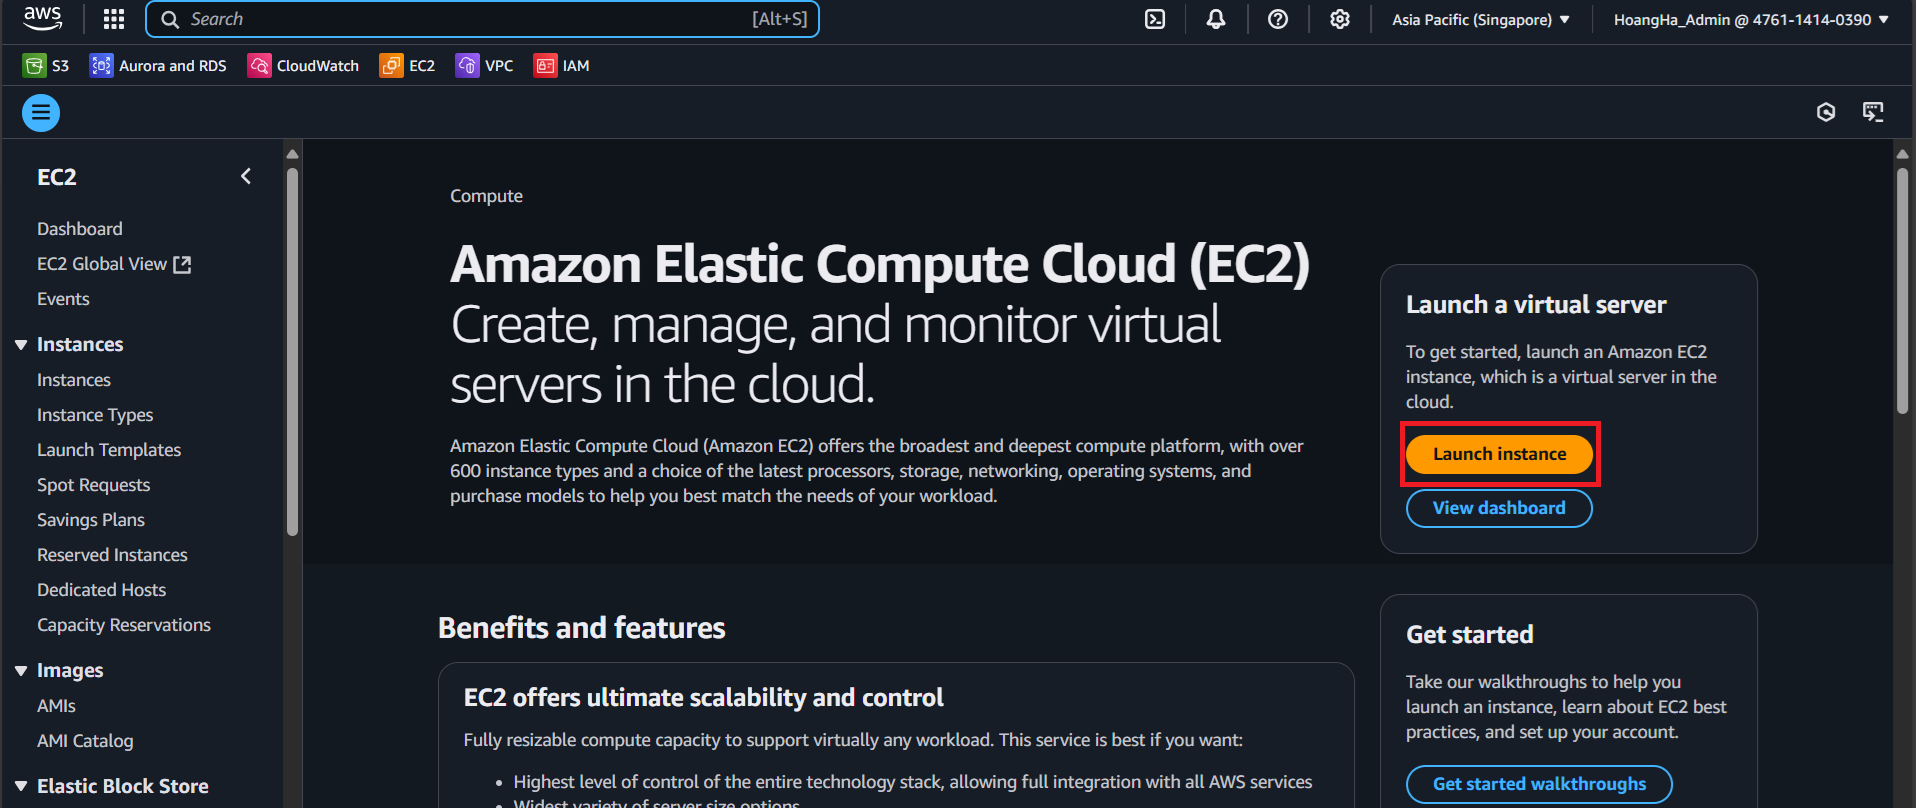 aws
Search
[Alt+S]
Asia Pacific (Singapore)
HoangHa_Admin @ 4761-1414-0390
S3
Aurora and RDS
CloudWatch
EC2
VPC
IAM
EC2
Dashboard
EC2 Global View
Events
Instances
Instances
Instance Types
Launch Templates
Spot Requests
Savings Plans
Reserved Instances
Dedicated Hosts
Capacity Reservations
Images
AMIs
AMI Catalog
Elastic Block Store
Compute
Amazon Elastic Compute Cloud (EC2)
Create, manage, and monitor virtual
servers in the cloud.
Amazon Elastic Compute Cloud (Amazon EC2) offers the broadest and deepest compute platform, with over
600 instance types and a choice of the latest processors, storage, networking, operating systems, and
purchase models to help you best match the needs of your workload.
Launch a virtual server
To get started, launch an Amazon EC2
instance, which is a virtual server in the
cloud.
Launch instance
View dashboard
Benefits and features
EC2 offers ultimate scalability and control
Fully resizable compute capacity to support virtually any workload. This service is best if you want:
• Highest level of control of the entire technology stack, allowing full integration with all AWS services
• Widest variety of server size options
Get started
Take our walkthroughs to help you
launch an instance, learn about EC2 best
practices, and set up your account.
Get started walkthroughs